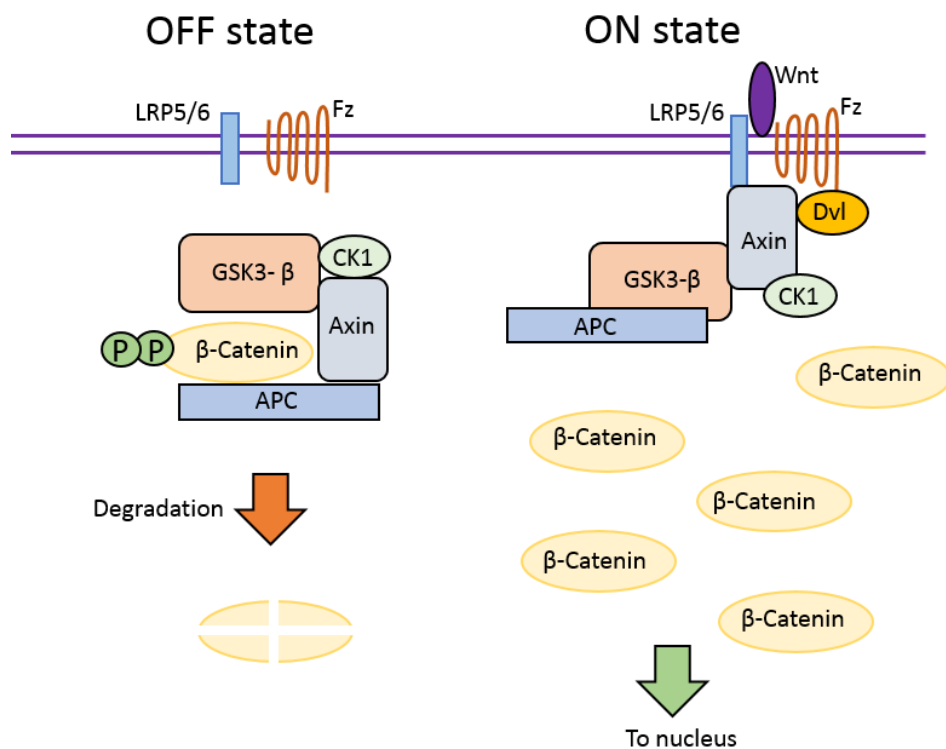 OFF state
LRP5/6
Fz
GSK3- β
CK1
Axin
P
P
β-Catenin
APC
Degradation
ON state
Wnt
LRP5/6
Fz
Dvl
Axin
GSK3-β
CK1
APC
β-Catenin
β-Catenin
β-Catenin
β-Catenin
β-Catenin
To nucleus